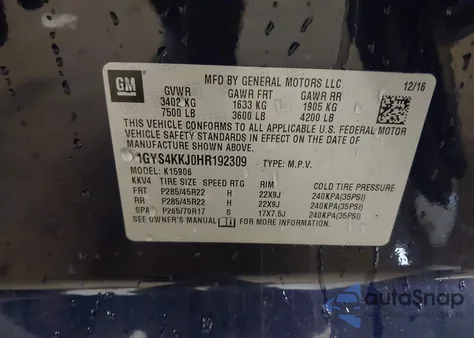 GM
MFD BY GENERAL MOTORS LLC
12/16
GVWR GAWR FRT GAWR RR
3402 KG 1633 KG 1905 KG
7500 LB 3600 LB 4200 LB
THIS VEHICLE CONFORMS TO ALL APPLICABLE U.S. FEDERAL MOTOR
VEHICLE SAFETY AND THEFT PREVENTION STANDARDS IN EFFECT ON THE DATE OF
MANUFACTURE SHOWN ABOVE.
1GYS4KKJ0HR192309 TYPE: M.P.V.
MODEL: K15906
KKV4 TIRE SIZE SPEED RTG RIM COLD TIRE PRESSURE
FRT P285/45R22 H 22X9J 240KPA(35PSI)
RR P285/45R22 H 22X9J 240KPA(35PSI)
SPA P265/70R17 S 17X7.5J 240KPA(35PSI)
SEE OWNER'S MANUAL FOR MORE INFORMATION.
autosnap